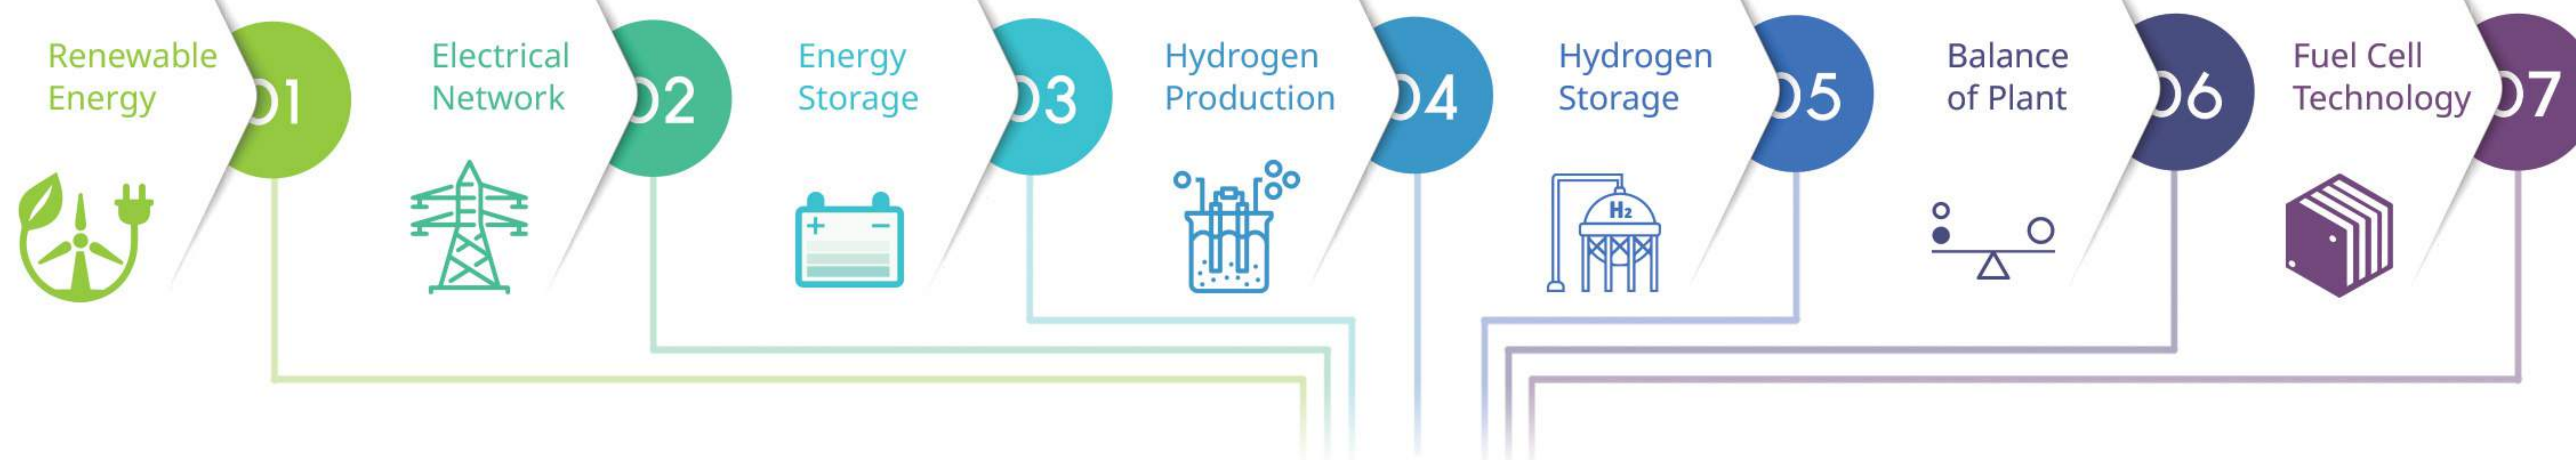 Renewable
Energy
01
Electrical
Network
02
Energy
Storage
03
Hydrogen
Production
04
Hydrogen
Storage
05
Balance
of Plant
06
Fuel Cell
Technology
07
+ −
H₂